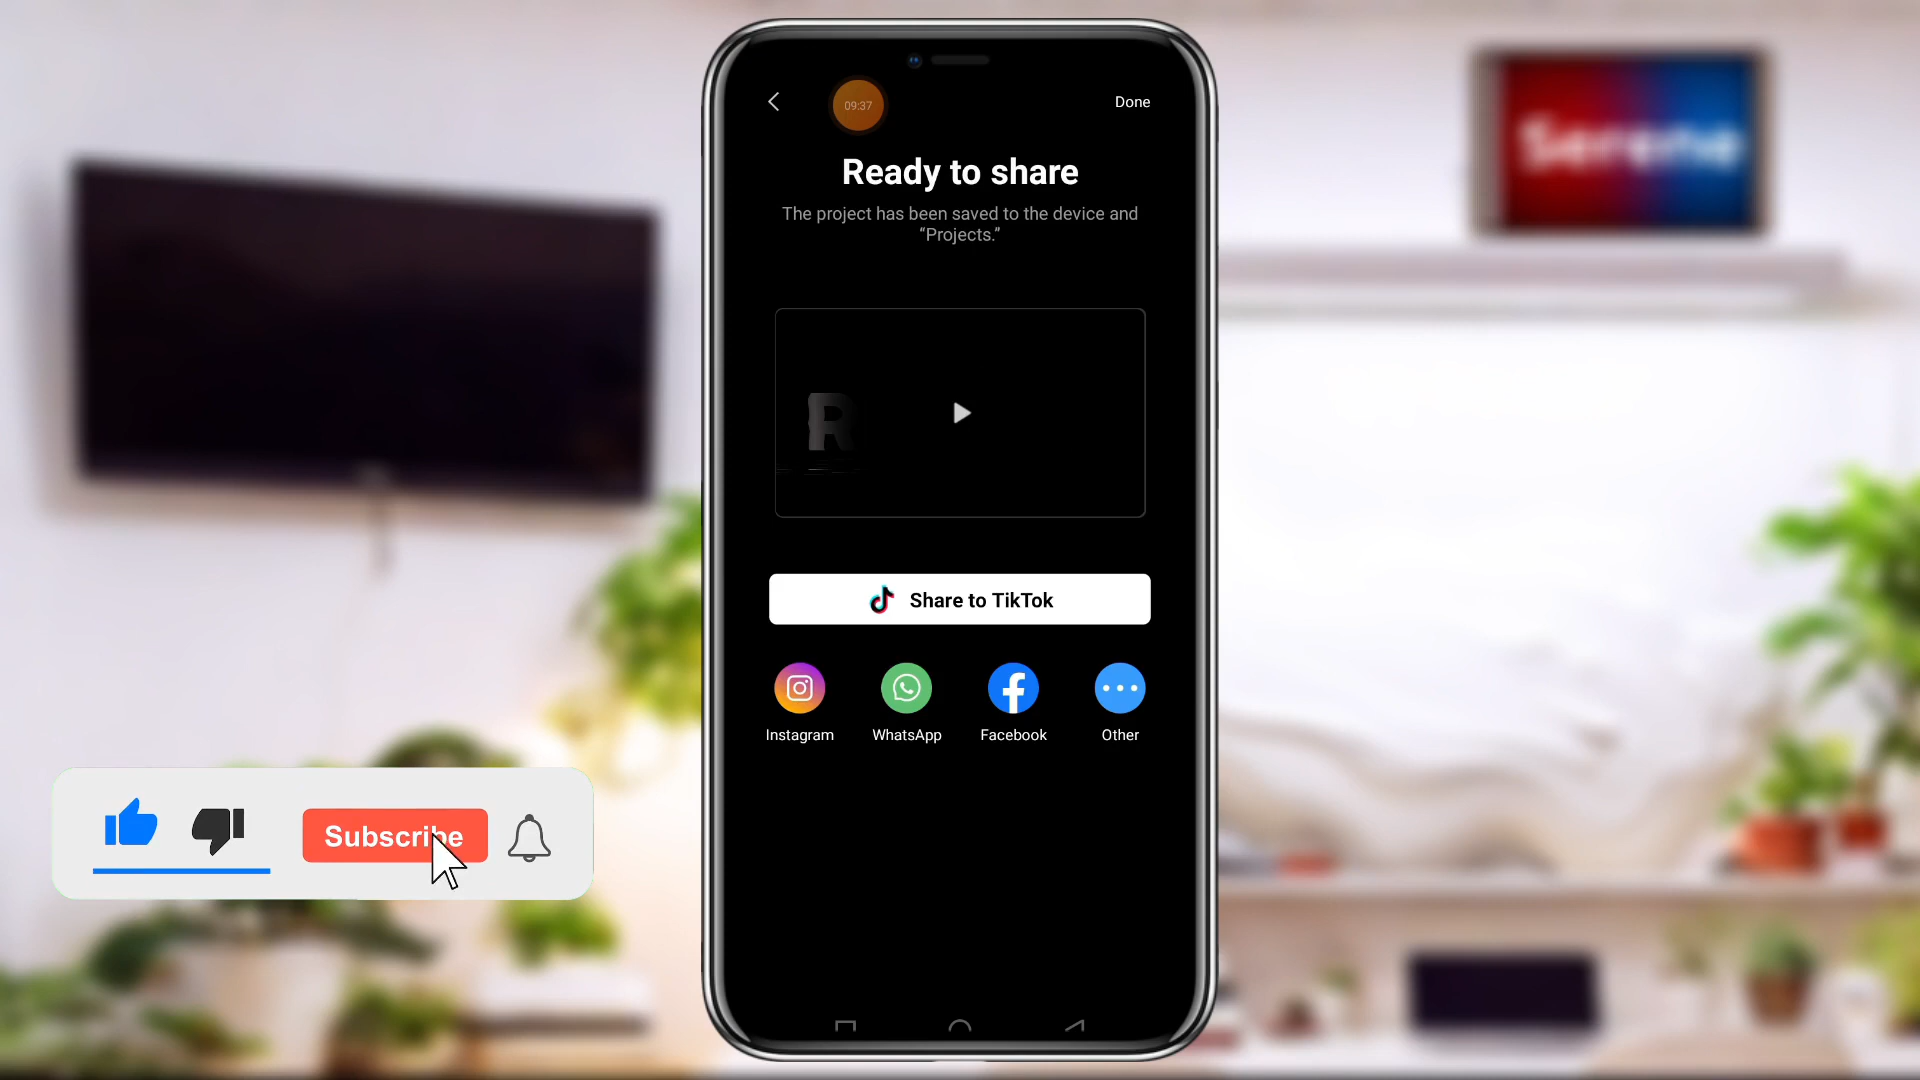 Serene
09:37
Done
Ready to share
The project has been saved to the device and
“Projects.”
R
Share to TikTok
Instagram
WhatsApp
Facebook
Other
Subscribe